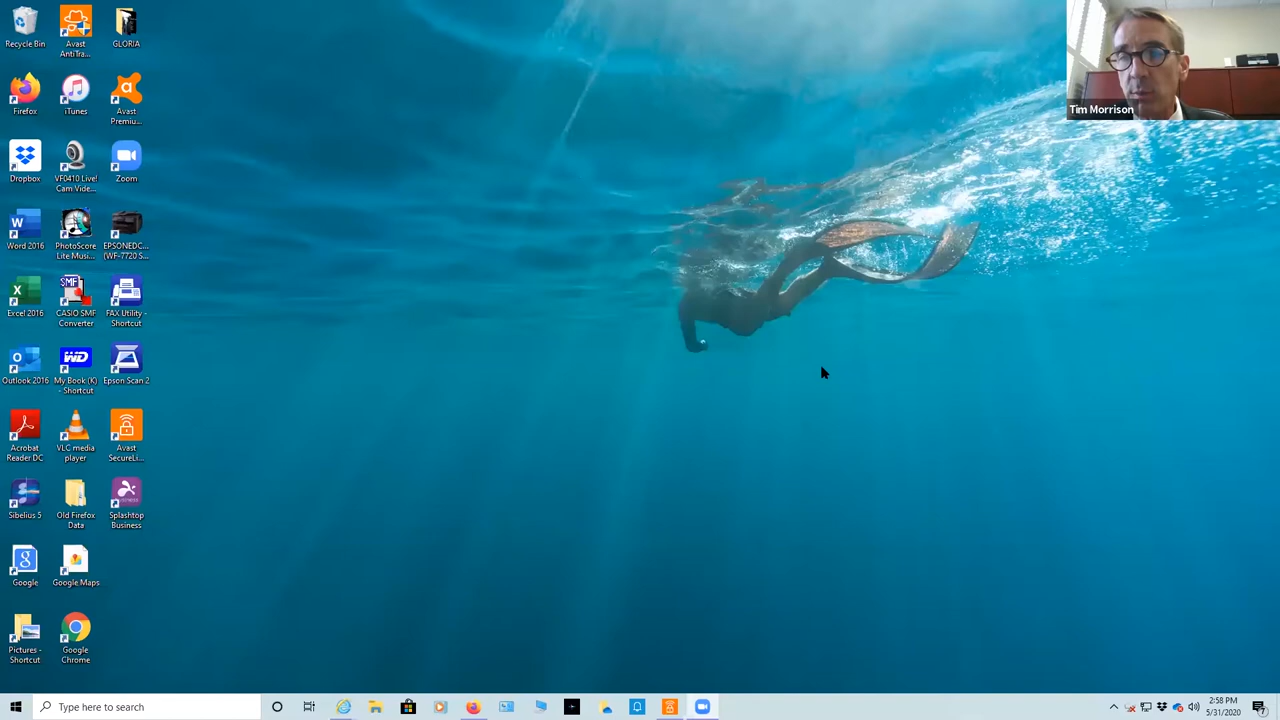 Recycle Bin
Avast
AntiTra...
GLORIA
Firefox
iTunes
Avast
Premiu...
Dropbox
VF0410 Live!
Cam Vide...
Zoom
Word 2016
PhotoScore
Lite Musi...
EPSONEDC...
(WF-7720 S...
Excel 2016
SMF
CASIO SMF
Converter
FAX Utility -
Shortcut
Outlook 2016
WD
My Book (K)
- Shortcut
Epson Scan 2
Acrobat
Reader DC
VLC media
player
Avast
SecureLi...
Sibelius 5
Old Firefox
Data
Splashtop
Business
Google
Google Maps
Pictures -
Shortcut
Google
Chrome
Tim Morrison
Type here to search
2:58 PM
5/31/2020